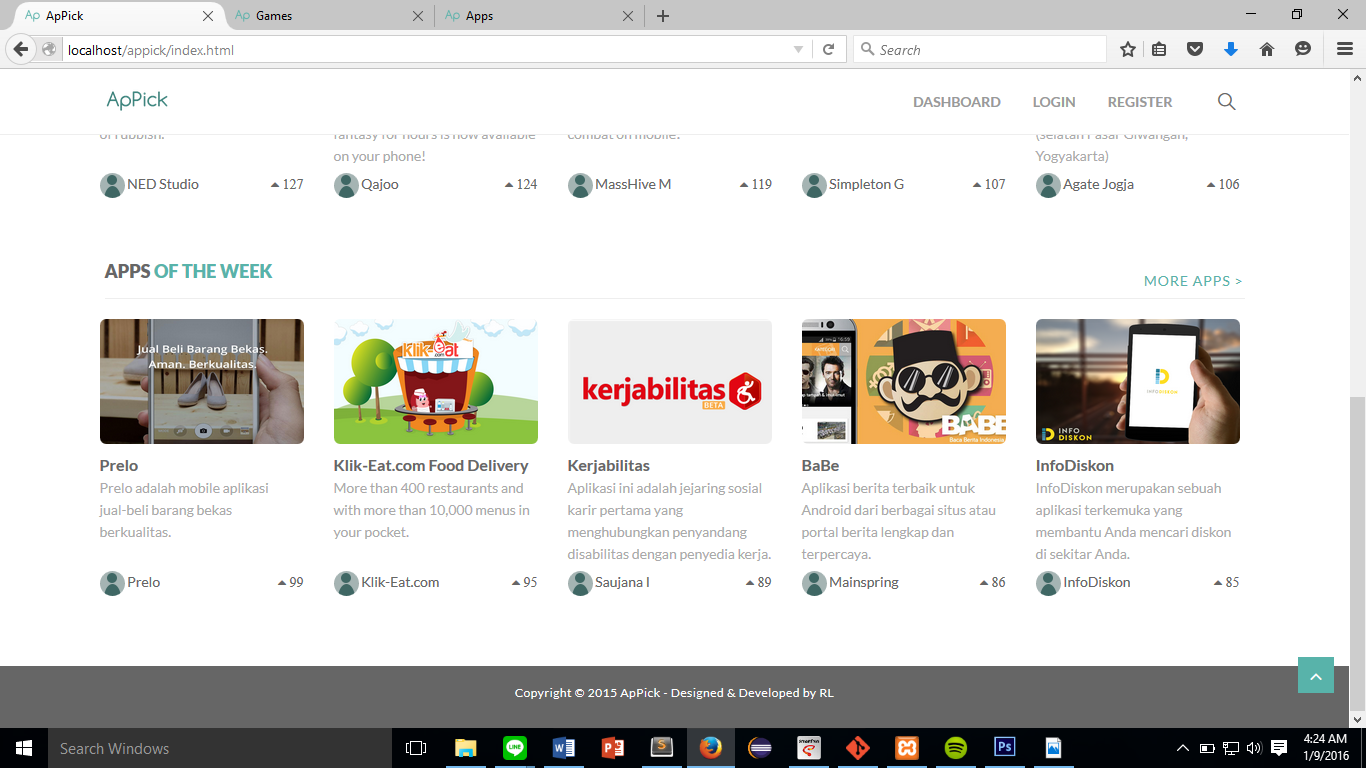 Ap ApPick
Ap Games
Ap Apps
localhost/appick/index.html
Search
ApPick
DASHBOARD
LOGIN
REGISTER
of rubbish.
fantasy for hours is now available
on your phone!
combat on mobile.
(selatan Pasar Giwangan,
Yogyakarta)
NED Studio 127
Qajoo 124
MassHive M 119
Simpleton G 107
Agate Jogja 106
APPS OF THE WEEK
MORE APPS >
Jual Beli Barang Bekas.
Aman. Berkualitas.
Prelo
Prelo adalah mobile aplikasi
jual-beli barang bekas
berkualitas.
Prelo 99
klik-eat
.com
Klik-Eat.com Food Delivery
More than 400 restaurants and
with more than 10,000 menus in
your pocket.
Klik-Eat.com 95
kerjabilitas
BETA
Kerjabilitas
Aplikasi ini adalah jejaring sosial
karir pertama yang
menghubungkan penyandang
disabilitas dengan penyedia kerja.
Saujana I 89
BABE
Baca Berita Indonesia
BaBe
Aplikasi berita terbaik untuk
Android dari berbagai situs atau
portal berita lengkap dan
terpercaya.
Mainspring 86
INFODISKON
INFO
DISKON
InfoDiskon
InfoDiskon merupakan sebuah
aplikasi terkemuka yang
membantu Anda mencari diskon
di sekitar Anda.
InfoDiskon 85
Copyright © 2015 ApPick - Designed & Developed by RL
Search Windows
4:24 AM
1/9/2016